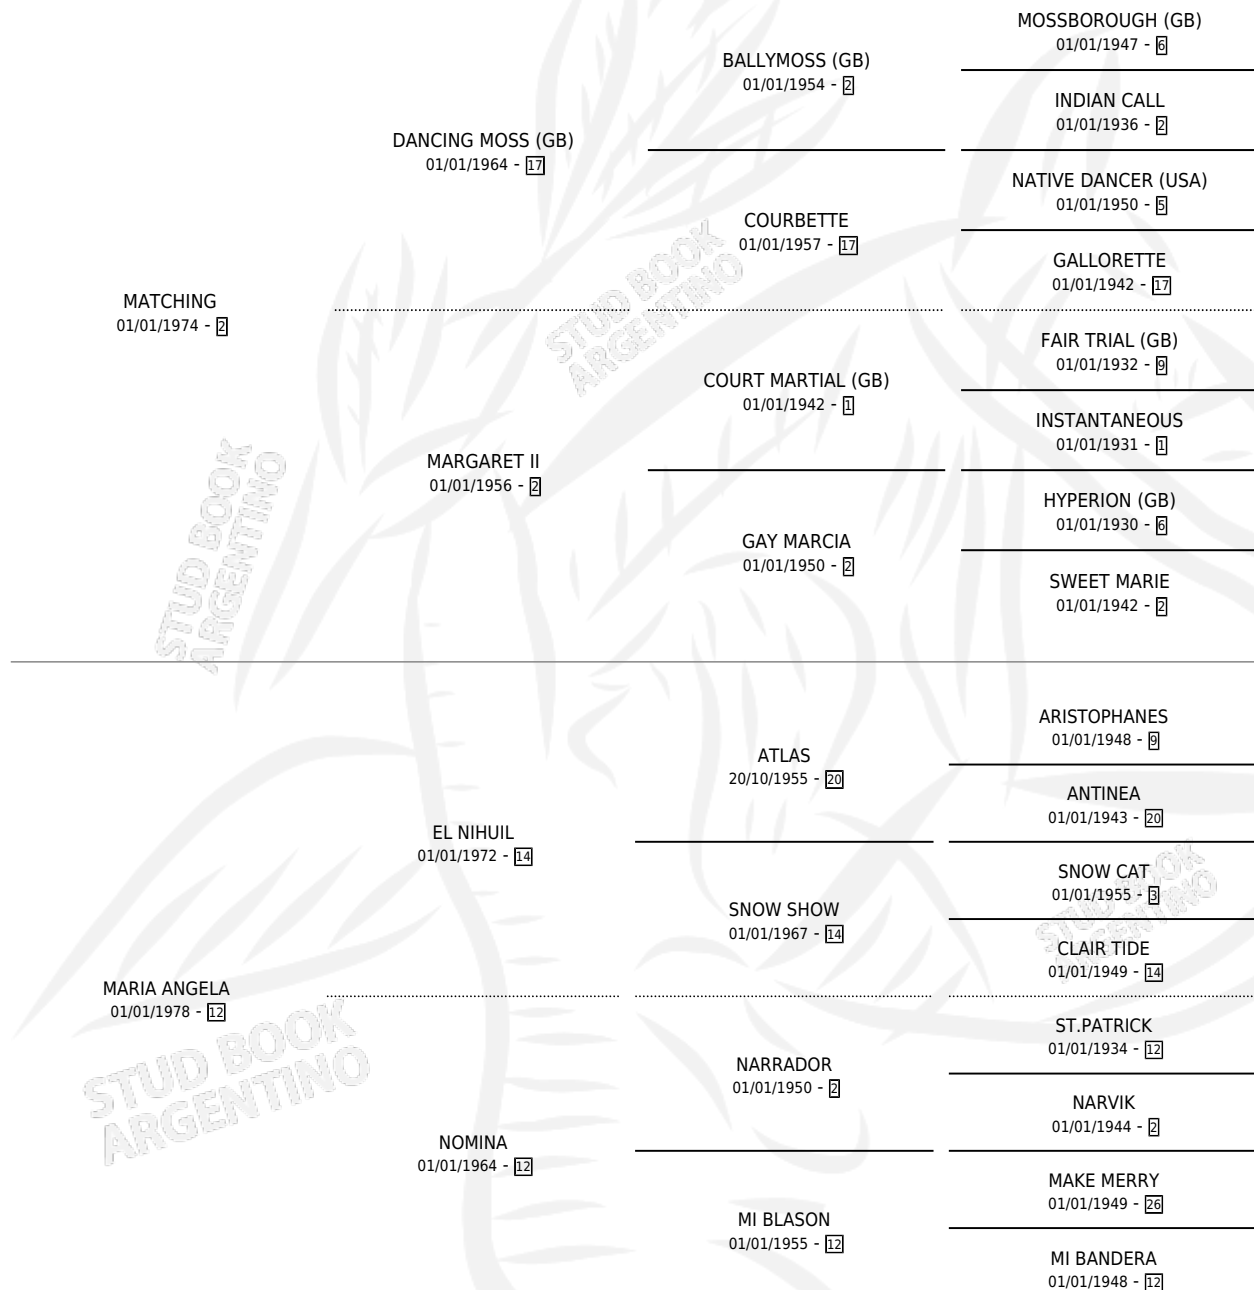 MOSSBOROUGH (GB)
01/01/1947 - 6
BALLYMOSS (GB)
01/01/1954 - 2
INDIAN CALL
01/01/1936 - 2
DANCING MOSS (GB)
01/01/1964 - 17
NATIVE DANCER (USA)
01/01/1950 - 5
COURBETTE
01/01/1957 - 17
GALLORETTE
01/01/1942 - 17
MATCHING
01/01/1974 - 2
STUD BOOK
ARGENTINO
FAIR TRIAL (GB)
01/01/1932 - 9
COURT MARTIAL (GB)
01/01/1942 - 1
INSTANTANEOUS
01/01/1931 - 1
MARGARET II
01/01/1956 - 2
HYPERION (GB)
01/01/1930 - 6
GAY MARCIA
01/01/1950 - 2
SWEET MARIE
01/01/1942 - 2
STUD BOOK
ARGENTINO
ARISTOPHANES
01/01/1948 - 9
ATLAS
20/10/1955 - 20
ANTINEA
01/01/1943 - 20
EL NIHUIL
01/01/1972 - 14
SNOW CAT
01/01/1955 - 3
SNOW SHOW
01/01/1967 - 14
CLAIR TIDE
01/01/1949 - 14
STUD BOOK
ARGENTINO
MARIA ANGELA
01/01/1978 - 12
STUD BOOK
ARGENTINO
ST.PATRICK
01/01/1934 - 12
NARRADOR
01/01/1950 - 2
NARVIK
01/01/1944 - 2
NOMINA
01/01/1964 - 12
MAKE MERRY
01/01/1949 - 26
MI BLASON
01/01/1955 - 12
MI BANDERA
01/01/1948 - 12